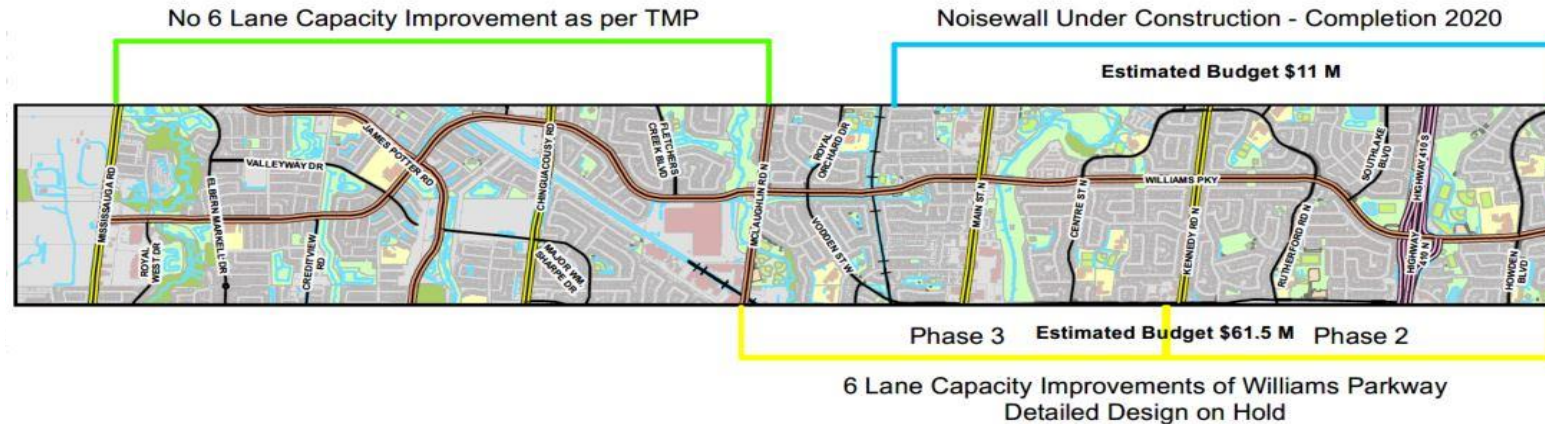 No 6 Lane Capacity Improvement as per TMP
Noisewall Under Construction - Completion 2020
Estimated Budget $11 M
MISSISSAUGA RD
ROYAL
WEST DR
ELBERN MARKELL DR
VALLEYWAY DR
CREDITVIEW
RD
JAMES POTTER RD
CHINGUACOUSY RD
MAJOR WM.
SHARPE DR
FLETCHERS
CREEK BLVD
MCLAUGHLIN RD N
ROYAL
ORCHARD DR
VODDEN ST W
MAIN ST. N
CENTRE ST N
WILLIAMS PKY
KENNEDY RD N
RUTHERFORD RD N
SOUTHLAKE
BLVD
HIGHWAY 410 S
HIGHWAY
410 N
HOWDEN
BLVD
Phase 3
Estimated Budget $61.5 M
Phase 2
6 Lane Capacity Improvements of Williams Parkway
Detailed Design on Hold